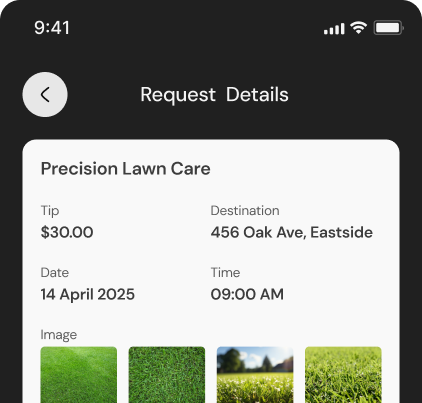 9:41
Request Details
Precision Lawn Care
Tip
Destination
$30.00
456 Oak Ave, Eastside
Date
Time
14 April 2025
09:00 AM
Image